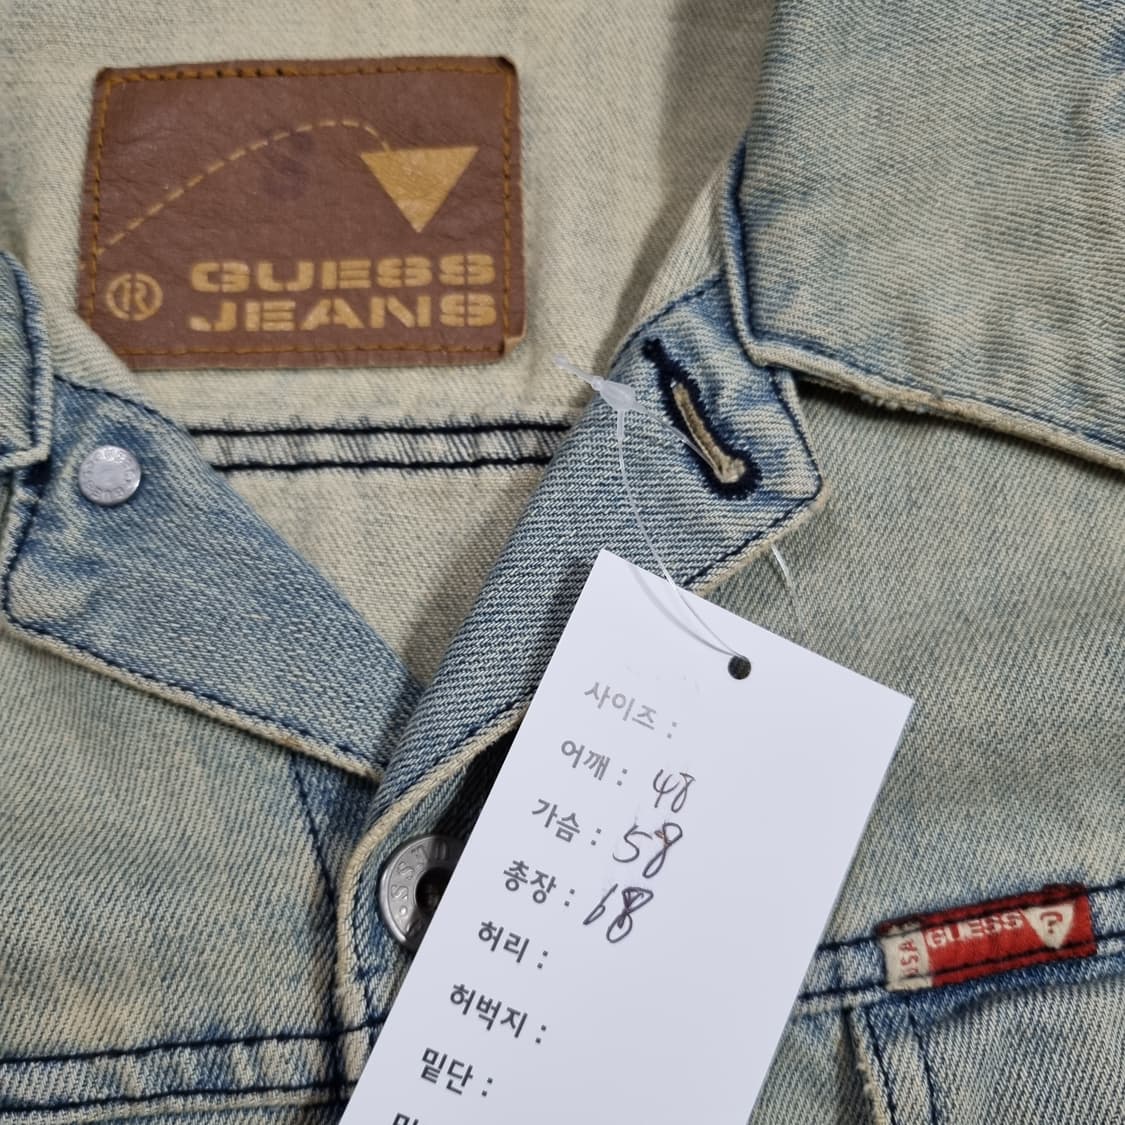 GUESS
® JEANS
사이즈 :
어깨 : 48
가슴 : 58
총장 : 68
허리 :
허벅지 :
밑단 :
USA GUESS ?